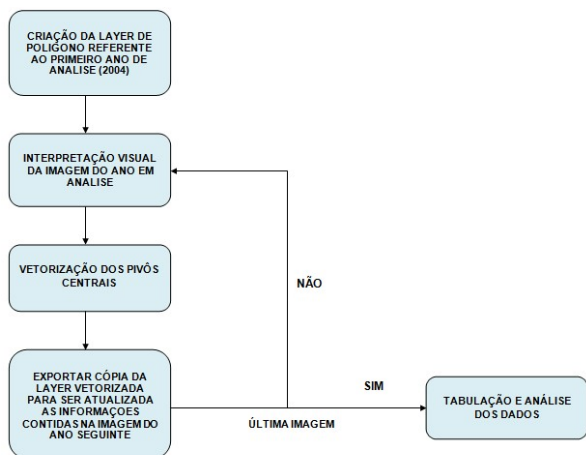 CRIAÇÃO DA LAYER DE
POLIGONO REFERENTE
AO PRIMEIRO ANO DE
ANALISE (2004)
INTERPRETAÇÃO VISUAL
DA IMAGEM DO ANO EM
ANALISE
VETORIZAÇÃO DOS PIVÔS
CENTRAIS
NÃO
EXPORTAR CÓPIA DA
LAYER VETORIZADA
PARA SER ATUALIZADA
AS INFORMAÇOES
CONTIDAS NA IMAGEM DO
ANO SEGUINTE
SIM
ÚLTIMA IMAGEM
TABULAÇÃO E ANÁLISE
DOS DADOS